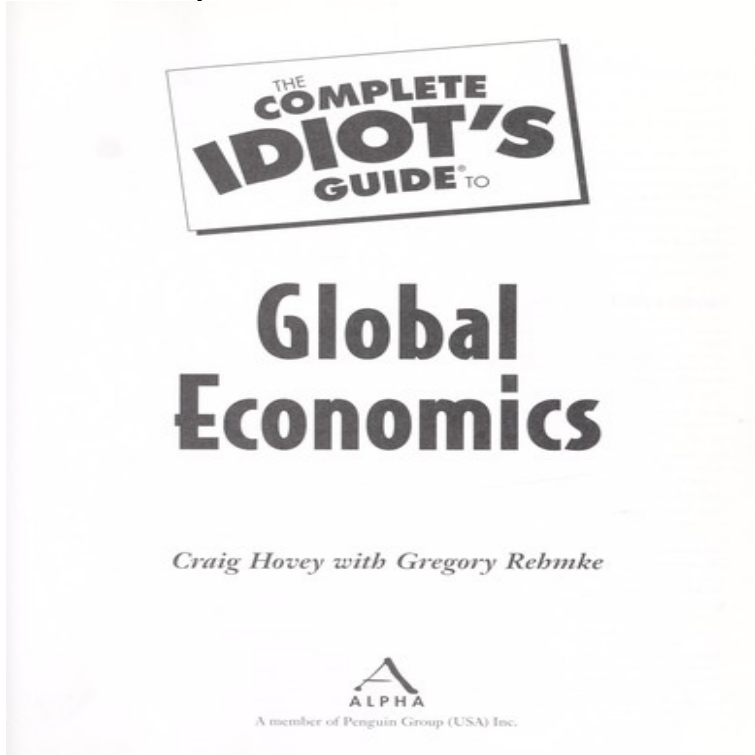 THE
COMPLETE
IDIOT'S
GUIDE® TO
Global
Economics
Craig Hovey with Gregory Rehmke
ALPHA
A member of Penguin Group (USA) Inc.